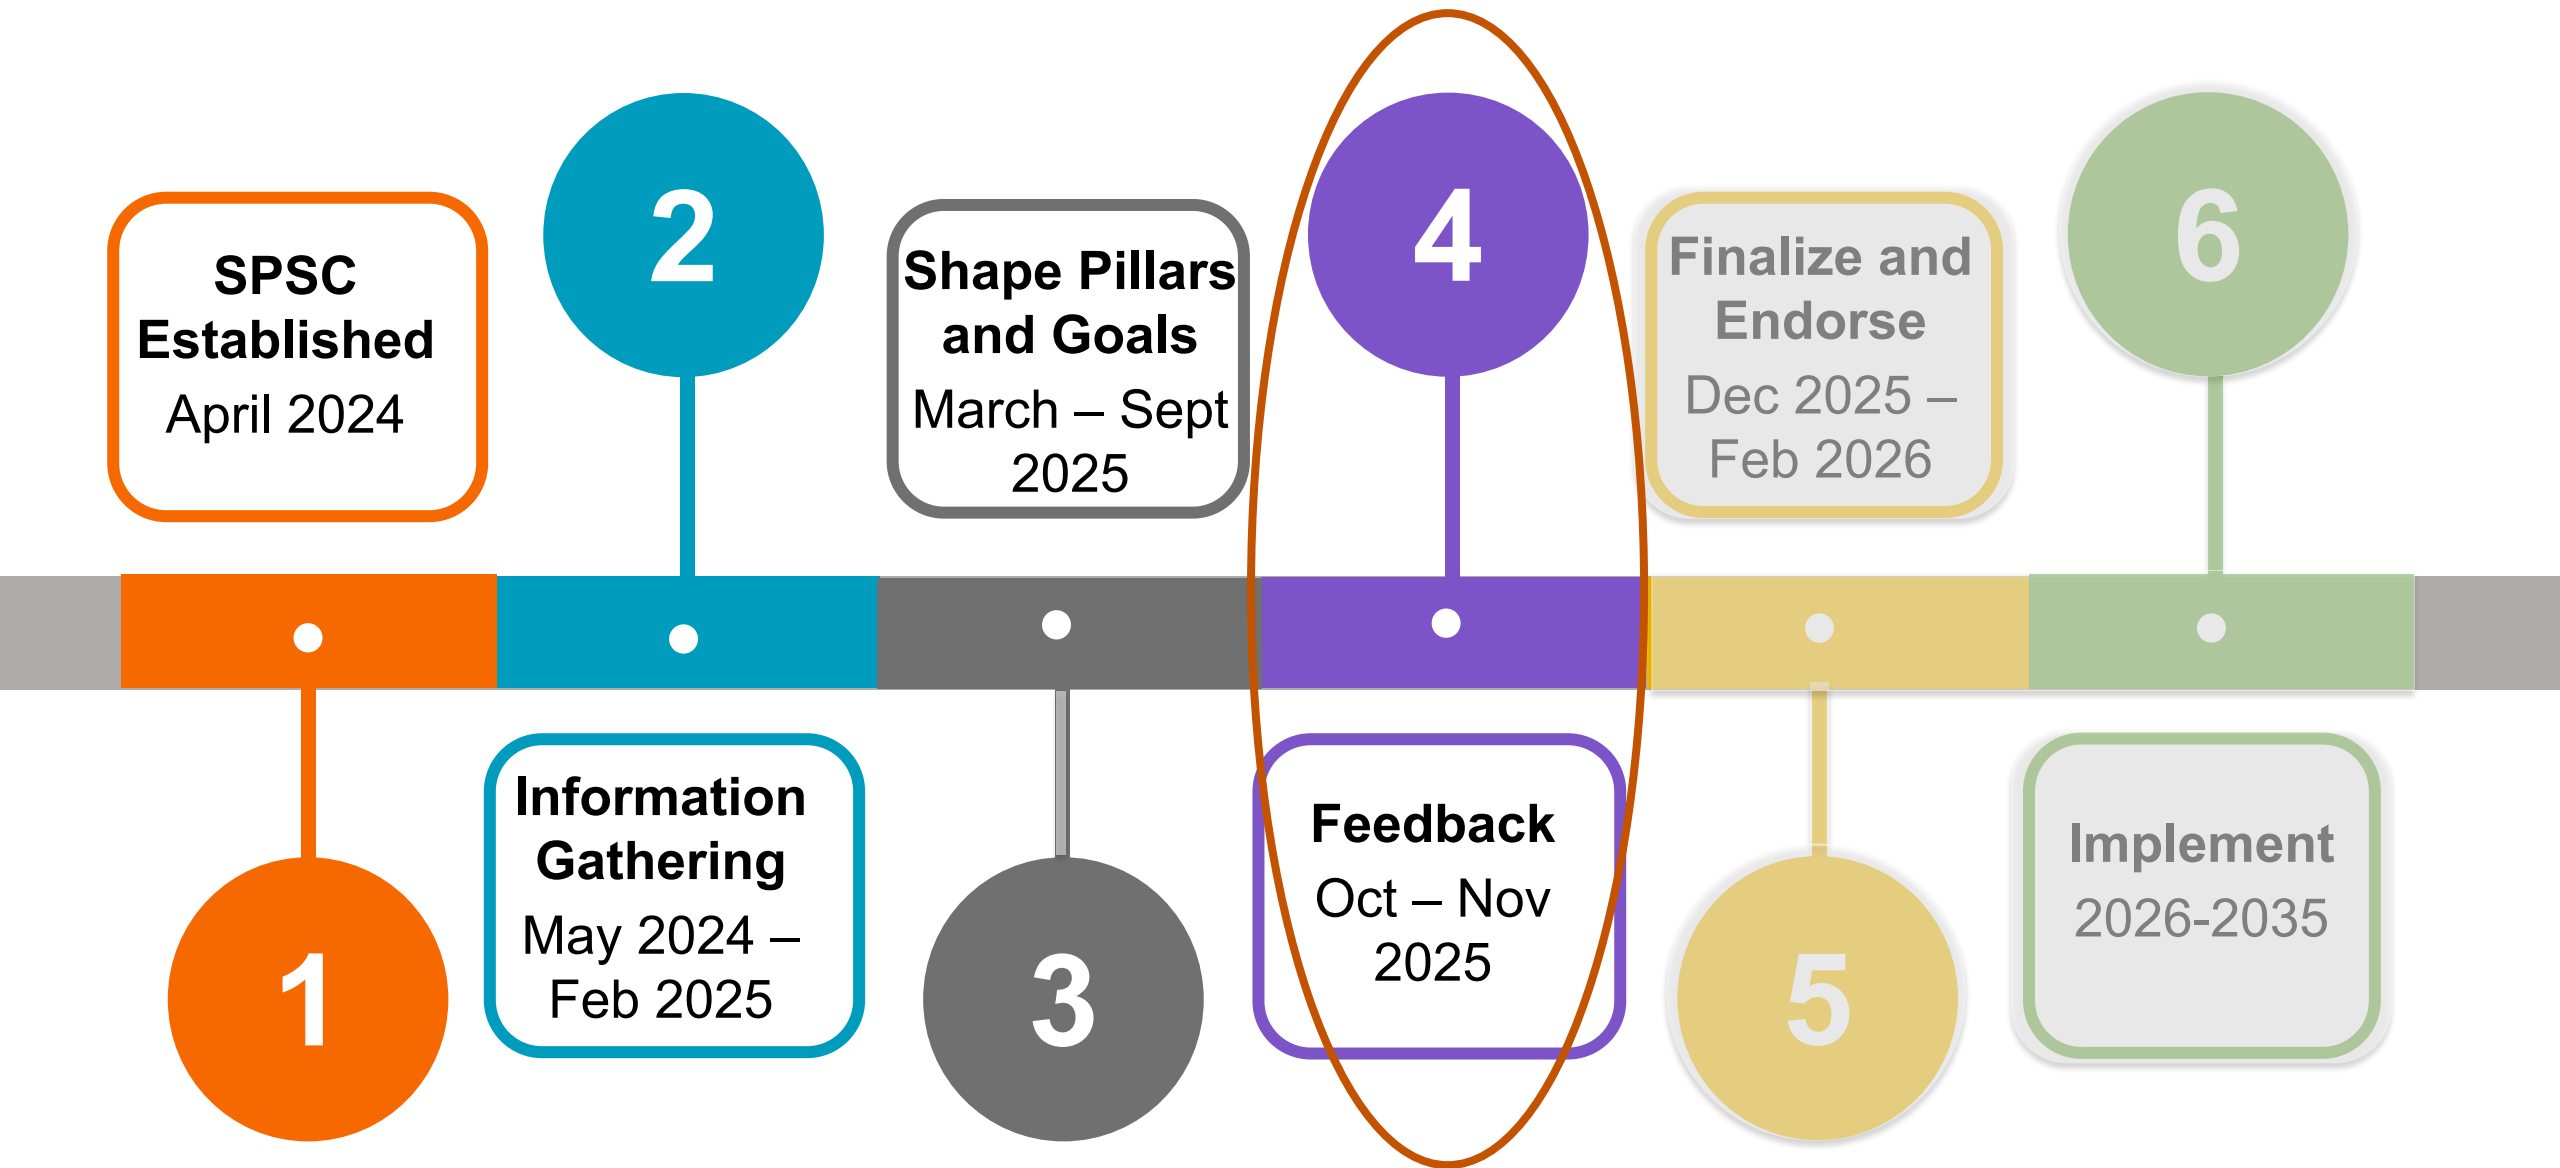 1
SPSC
Established
April 2024
2
Information
Gathering
May 2024 –
Feb 2025
3
Shape Pillars
and Goals
March – Sept
2025
4
Feedback
Oct – Nov
2025
5
Finalize and
Endorse
Dec 2025 –
Feb 2026
6
Implement
2026-2035